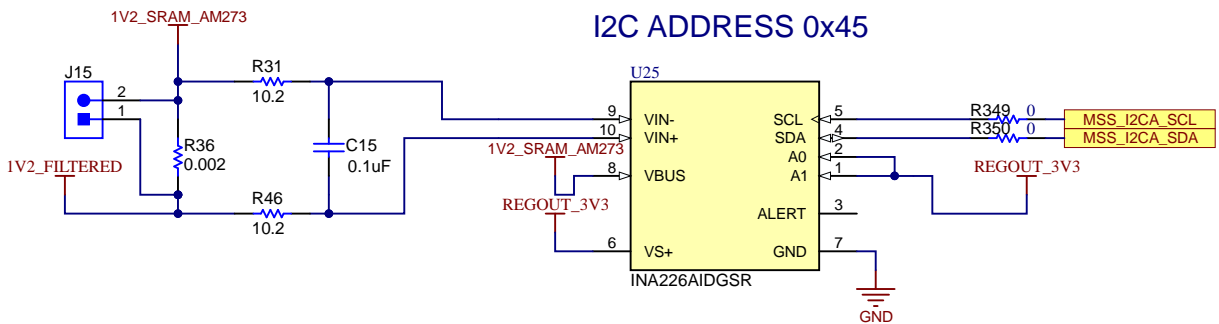 I2C ADDRESS 0x45
1V2_SRAM_AM273
J15
2
1
R31
10.2
R36
0.002
C15
0.1uF
1V2_FILTERED
R46
10.2
U25
9 VIN-
10 VIN+
1V2_SRAM_AM273
8 VBUS
REGOUT_3V3
6 VS+
SCL 5
SDA 4
A0 2
A1 1
ALERT 3
GND 7
INA226AIDGSR
R349 0 MSS_I2CA_SCL
R350 0 MSS_I2CA_SDA
REGOUT_3V3
GND